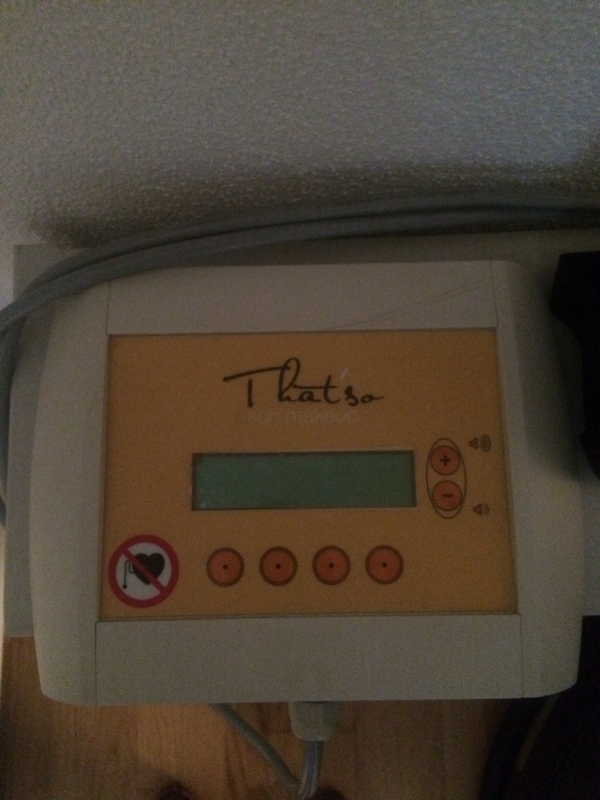 That'so
sun makeup
+
-